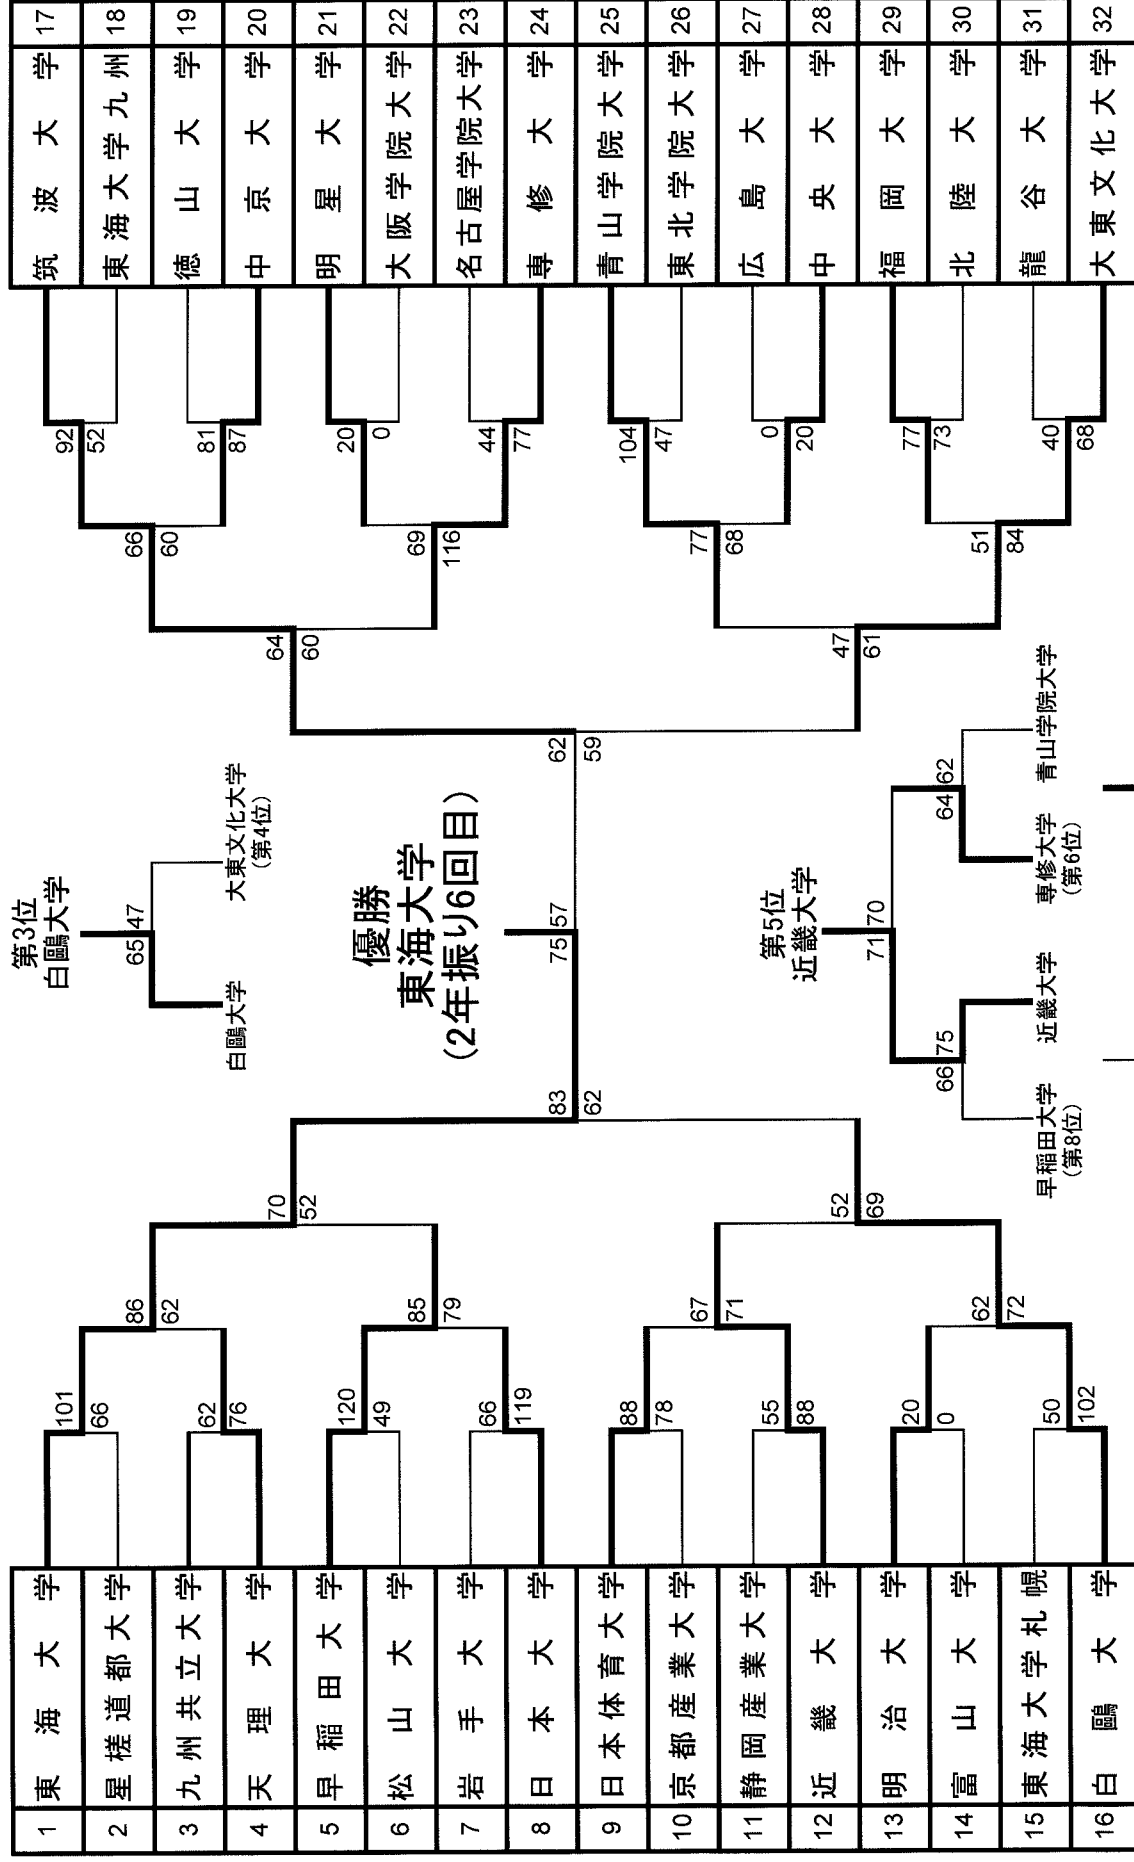 1 東海大学
2 星槎道都大学
3 九州共立大学
4 天理大学
5 早稲田大学
6 松山大学
7 岩手大学
8 日本大学
9 日本体育大学
10 京都産業大学
11 静岡産業大学
12 近畿大学
13 明治大学
14 富山大学
15 東海大学札幌
16 白鷗大学
101
66
62
76
120
49
66
119
88
78
55
88
20
0
50
102
86
62
85
79
67
71
62
72
70
52
52
69
83
62
第3位
白鷗大学
65 47
白鷗大学
大東文化大学
(第4位)
優勝
東海大学
(2年振り6回目)
75 57
第5位
近畿大学
71 70
66 75
64 62
早稲田大学
(第8位)
近畿大学
専修大学
(第6位)
青山学院大学
62
59
64
60
47
61
66
60
69
116
77
68
51
84
92
52
81
87
20
0
44
77
104
47
0
20
77
73
40
68
筑波大学 17
東海大学九州 18
徳山大学 19
中京大学 20
明星大学 21
大阪学院大学 22
名古屋学院大学 23
専修大学 24
青山学院大学 25
東北学院大学 26
広島大学 27
中央大学 28
福岡大学 29
北陸大学 30
龍谷大学 31
大東文化大学 32